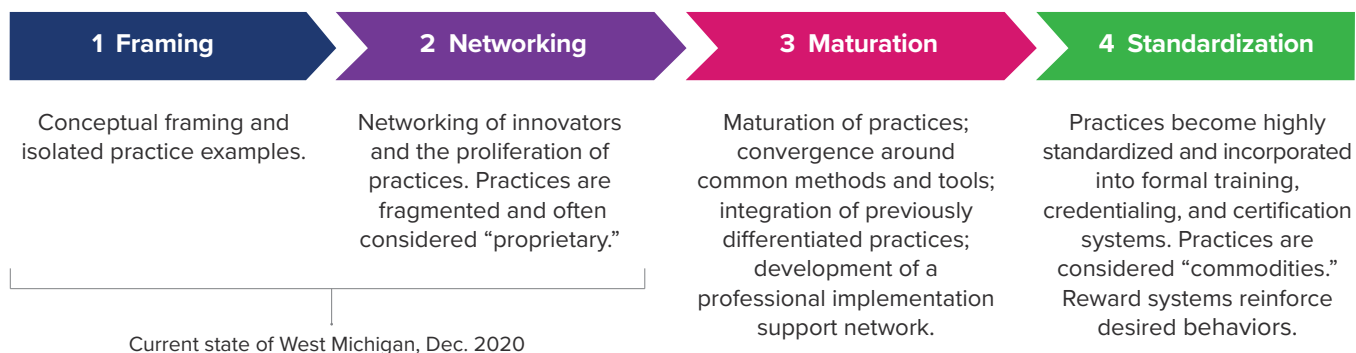 1 Framing
2 Networking
3 Maturation
4 Standardization
Conceptual framing and
isolated practice examples.
Networking of innovators
and the proliferation of
practices. Practices are
fragmented and often
considered “proprietary.”
Maturation of practices;
convergence around
common methods and tools;
integration of previously
differentiated practices;
development of a
professional implementation
support network.
Practices become highly
standardized and incorporated
into formal training,
credentialing, and certification
systems. Practices are
considered “commodities.”
Reward systems reinforce
desired behaviors.
Current state of West Michigan, Dec. 2020